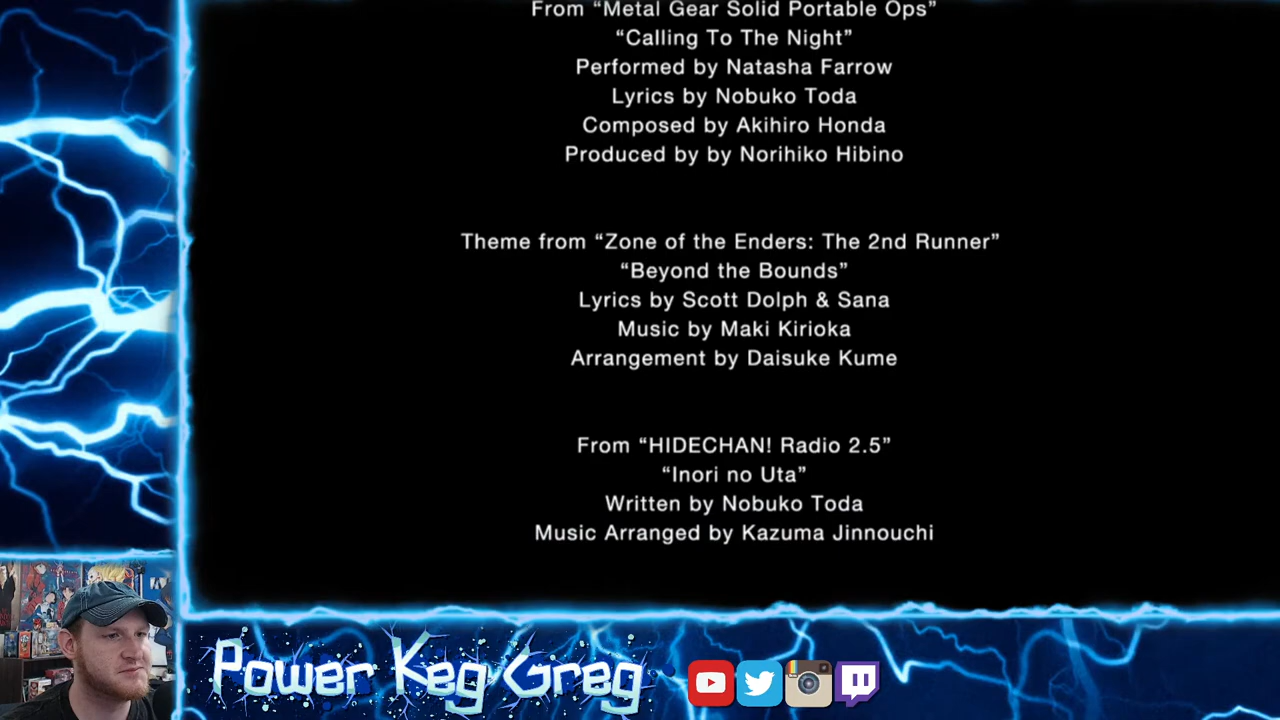 From “Metal Gear Solid Portable Ops”
“Calling To The Night”
Performed by Natasha Farrow
Lyrics by Nobuko Toda
Composed by Akihiro Honda
Produced by by Norihiko Hibino
Theme from “Zone of the Enders: The 2nd Runner”
“Beyond the Bounds”
Lyrics by Scott Dolph & Sana
Music by Maki Kirioka
Arrangement by Daisuke Kume
From “HIDECHAN! Radio 2.5”
“Inori no Uta”
Written by Nobuko Toda
Music Arranged by Kazuma Jinnouchi
Power Keg Greg